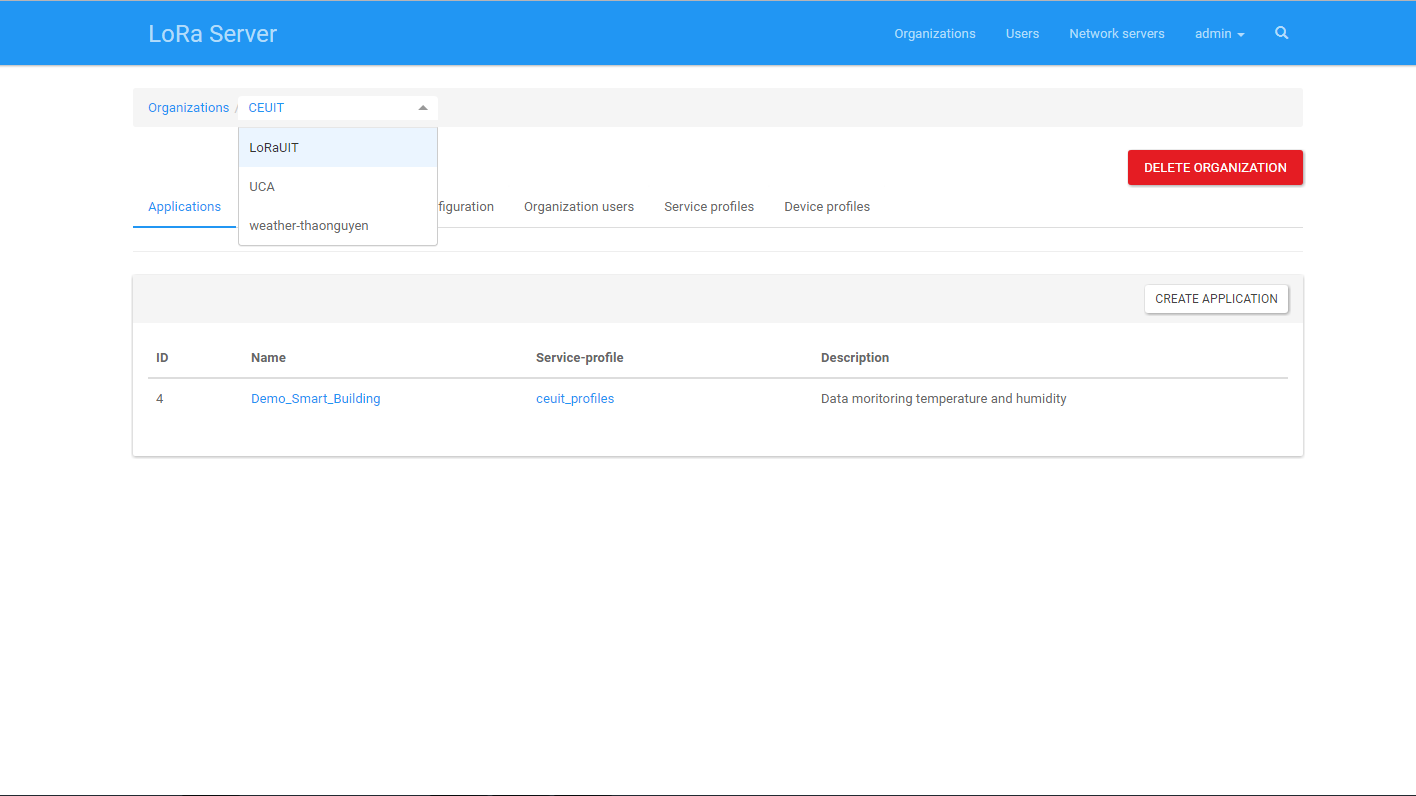 LoRa Server Organizations Users Network servers admin
Organizations / CEUIT
LoRaUIT
DELETE ORGANIZATION
UCA
Applications figuration Organization users Service profiles Device profiles
weather-thaonguyen
CREATE APPLICATION
ID Name Service-profile Description
4 Demo_Smart_Building ceuit_profiles Data moritoring temperature and humidity